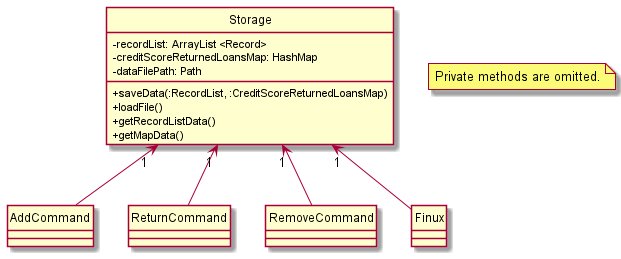 Storage
-recordList: ArrayList <Record>
-creditScoreReturnedLoansMap: HashMap
-dataFilePath: Path
+saveData(:RecordList, :CreditScoreReturnedLoansMap)
+loadFile()
+getRecordListData()
+getMapData()
Private methods are omitted.
1 1 1 1
AddCommand ReturnCommand RemoveCommand Finux